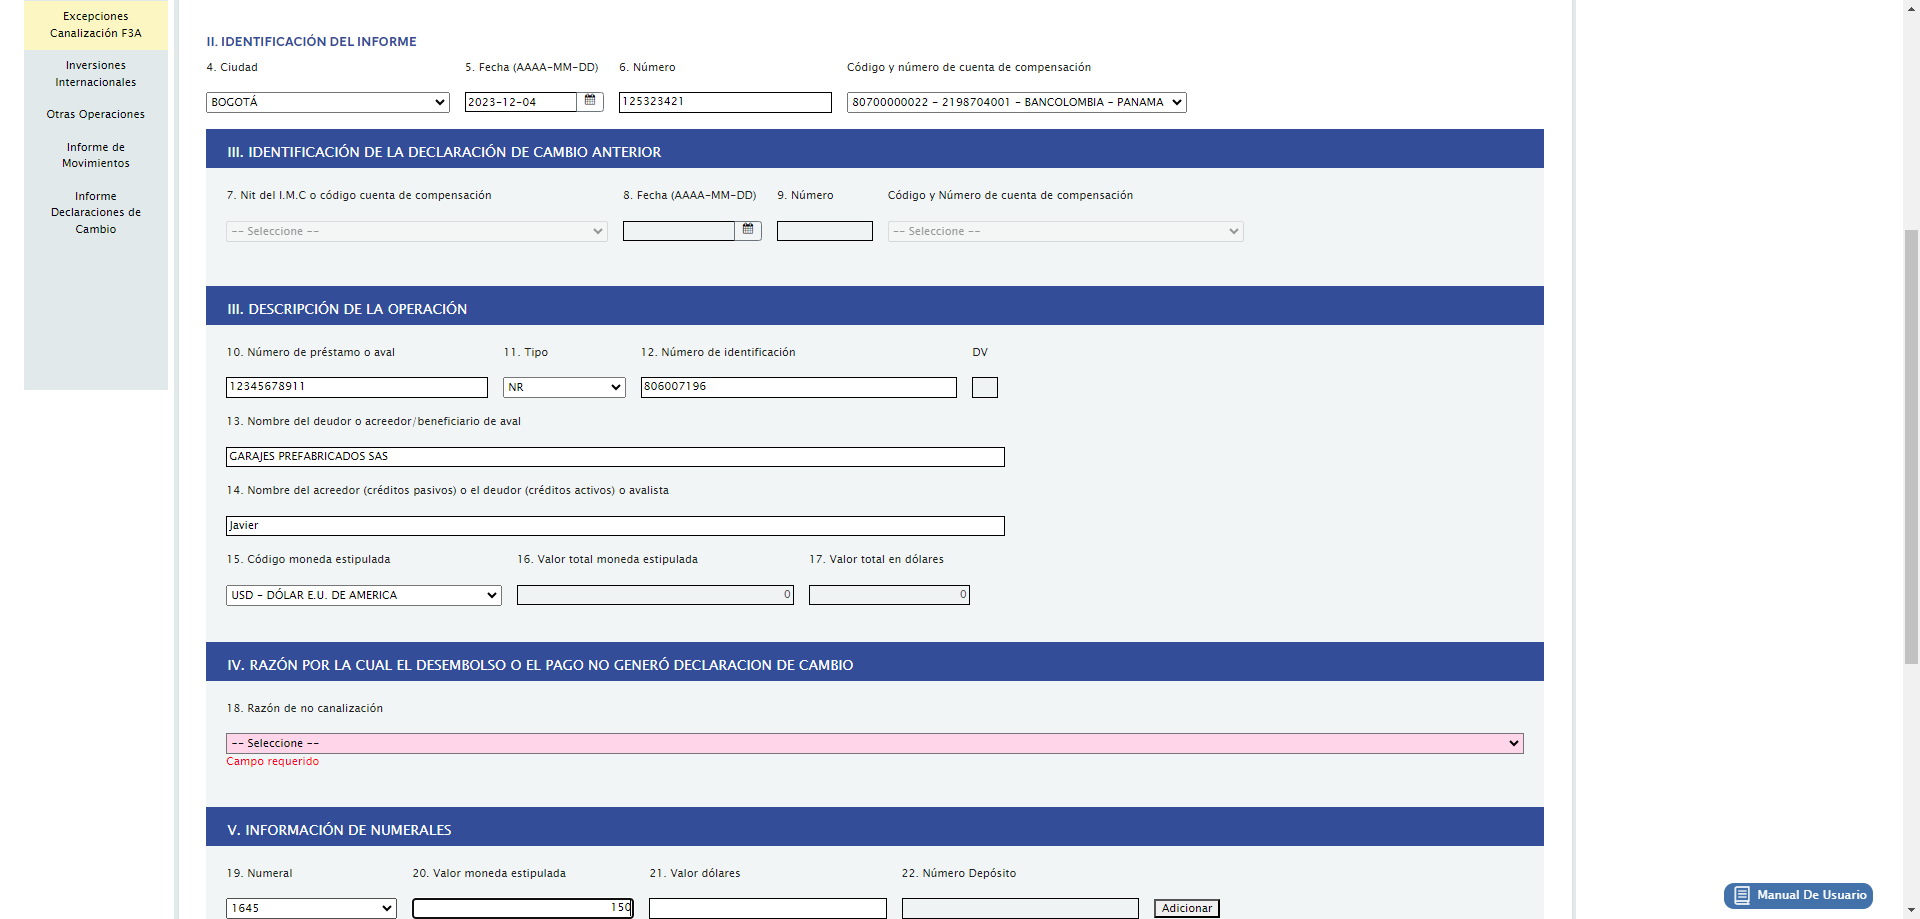 Excepciones
Canalización F3A
Inversiones
Internacionales
Otras Operaciones
Informe de
Movimientos
Informe
Declaraciones de
Cambio
II. IDENTIFICACIÓN DEL INFORME
4. Ciudad 5. Fecha (AAAA-MM-DD) 6. Número Código y número de cuenta de compensación
BOGOTÁ 2023-12-04 125323421 80700000022 - 2198704001 - BANCOLOMBIA - PANAMA
III. IDENTIFICACIÓN DE LA DECLARACIÓN DE CAMBIO ANTERIOR
7. Nit del I.M.C o código cuenta de compensación 8. Fecha (AAAA-MM-DD) 9. Número Código y Número de cuenta de compensación
-- Seleccione -- -- Seleccione --
III. DESCRIPCIÓN DE LA OPERACIÓN
10. Número de préstamo o aval 11. Tipo 12. Número de identificación DV
12345678911 NR 806007196
13. Nombre del deudor o acreedor/beneficiario de aval
GARAJES PREFABRICADOS SAS
14. Nombre del acreedor (créditos pasivos) o el deudor (créditos activos) o avalista
Javier
15. Código moneda estipulada 16. Valor total moneda estipulada 17. Valor total en dólares
USD - DÓLAR E.U. DE AMERICA 0 0
IV. RAZÓN POR LA CUAL EL DESEMBOLSO O EL PAGO NO GENERÓ DECLARACION DE CAMBIO
18. Razón de no canalización
-- Seleccione --
Campo requerido
V. INFORMACIÓN DE NUMERALES
19. Numeral 20. Valor moneda estipulada 21. Valor dólares 22. Número Depósito
1645 150 Adicionar
Manual De Usuario